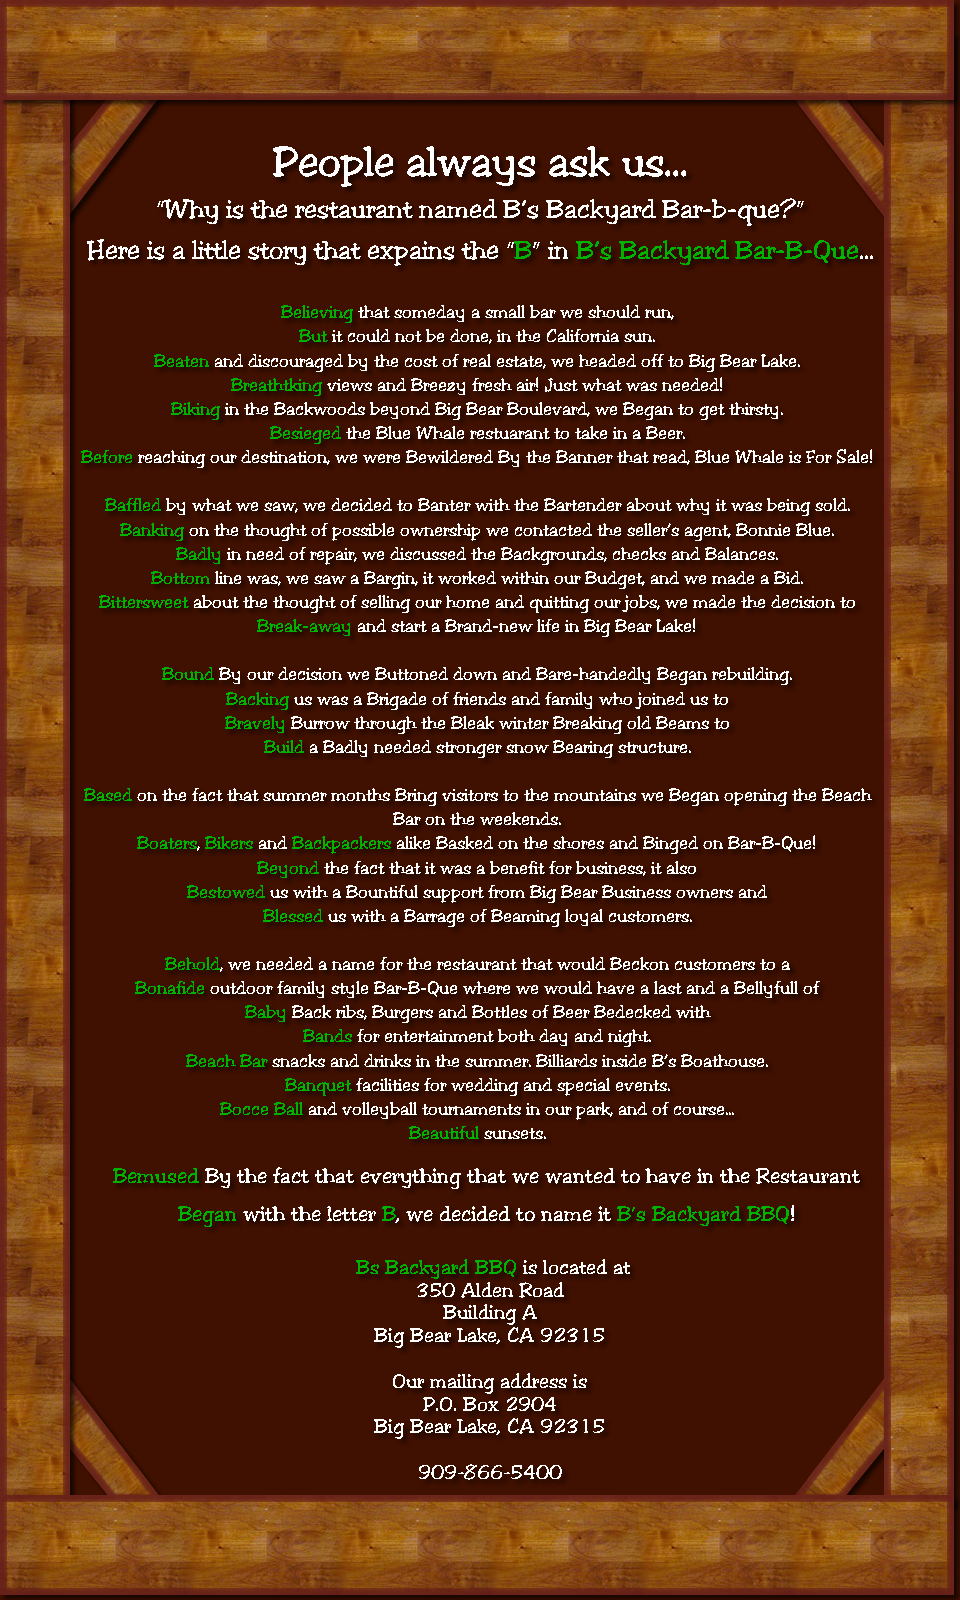 People always ask us...
"Why is the restaurant named B's Backyard Bar-b-que?"
Here is a little story that expains the "B" in B's Backyard Bar-B-Que...
Believing that someday a small bar we should run,
But it could not be done, in the California sun.
Beaten and discouraged by the cost of real estate, we headed off to Big Bear Lake.
Breathtking views and Breezy fresh air! Just what was needed!
Biking in the Backwoods beyond Big Bear Boulevard, we Began to get thirsty.
Besieged the Blue Whale restuarant to take in a Beer.
Before reaching our destination, we were Bewildered By the Banner that read, Blue Whale is For Sale!
Baffled by what we saw, we decided to Banter with the Bartender about why it was being sold.
Banking on the thought of possible ownership we contacted the seller's agent, Bonnie Blue.
Badly in need of repair, we discussed the Backgrounds, checks and Balances.
Bottom line was, we saw a Bargin, it worked within our Budget, and we made a Bid.
Bittersweet about the thought of selling our home and quitting our jobs, we made the decision to
Break-away and start a Brand-new life in Big Bear Lake!
Bound By our decision we Buttoned down and Bare-handedly Began rebuilding.
Backing us was a Brigade of friends and family who joined us to
Bravely Burrow through the Bleak winter Breaking old Beams to
Build a Badly needed stronger snow Bearing structure.
Based on the fact that summer months Bring visitors to the mountains we Began opening the Beach
Bar on the weekends.
Boaters, Bikers and Backpackers alike Basked on the shores and Binged on Bar-B-Que!
Beyond the fact that it was a benefit for business, it also
Bestowed us with a Bountiful support from Big Bear Business owners and
Blessed us with a Barrage of Beaming loyal customers.
Behold, we needed a name for the restaurant that would Beckon customers to a
Bonafide outdoor family style Bar-B-Que where we would have a last and a Bellyfull of
Baby Back ribs, Burgers and Bottles of Beer Bedecked with
Bands for entertainment both day and night.
Beach Bar snacks and drinks in the summer. Billiards inside B's Boathouse.
Banquet facilities for wedding and special events.
Bocce Ball and volleyball tournaments in our park, and of course...
Beautiful sunsets.
Bemused By the fact that everything that we wanted to have in the Restaurant
Began with the letter B, we decided to name it B's Backyard BBQ!
Bs Backyard BBQ is located at
350 Alden Road
Building A
Big Bear Lake, CA 92315
Our mailing address is
P.O. Box 2904
Big Bear Lake, CA 92315
909-866-5400